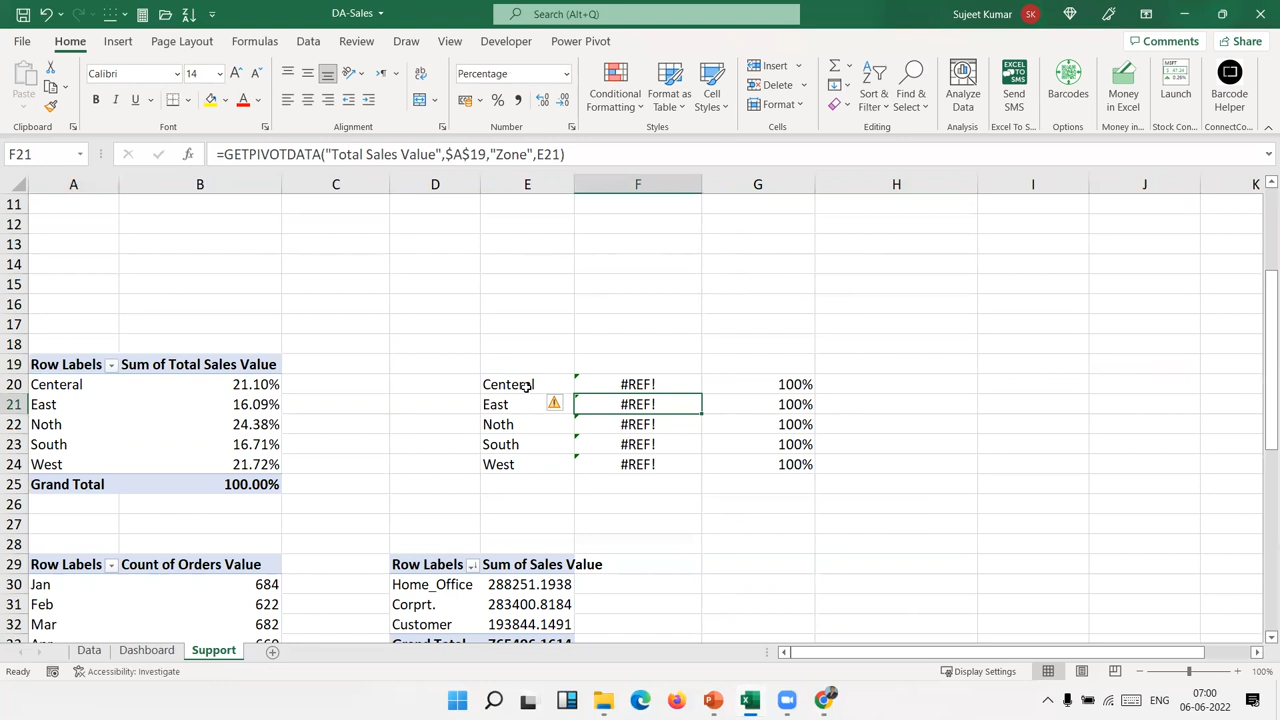 DA-Sales
Search (Alt+Q)
Sujeet Kumar
SK
File Home Insert Page Layout Formulas Data Review View Draw Developer Power Pivot
Comments Share
Calibri 14 Percentage
Paste
Conditional Formatting Format as Table Cell Styles
Insert
Delete
Format
Sort & Filter Find & Select
Analyze Data
Send SMS
Barcodes
Money in Excel
Launch
Barcode Helper
Clipboard Font Alignment Number Styles Cells Editing Analysis Excel To S... Options Money in... Stock Con... ConnectCo...
F21 =GETPIVOTDATA("Total Sales Value",$A$19,"Zone",E21)
A B C D E F G H I J K
11
12
13
14
15
16
17
18
19 Row Labels Sum of Total Sales Value
20 Centeral 21.10% Centeral #REF! 100%
21 East 16.09% East #REF! 100%
22 Noth 24.38% Noth #REF! 100%
23 South 16.71% South #REF! 100%
24 West 21.72% West #REF! 100%
25 Grand Total 100.00%
26
27
28
29 Row Labels Count of Orders Value Row Labels Sum of Sales Value
30 Jan 684 Home_Office 288251.1938
31 Feb 622 Corprt. 283400.8184
32 Mar 682 Customer 193844.1491
Grand Total 765496.1614
Data Dashboard Support
Ready Accessibility: Investigate Display Settings 100%
ENG 07:00
06-06-2022